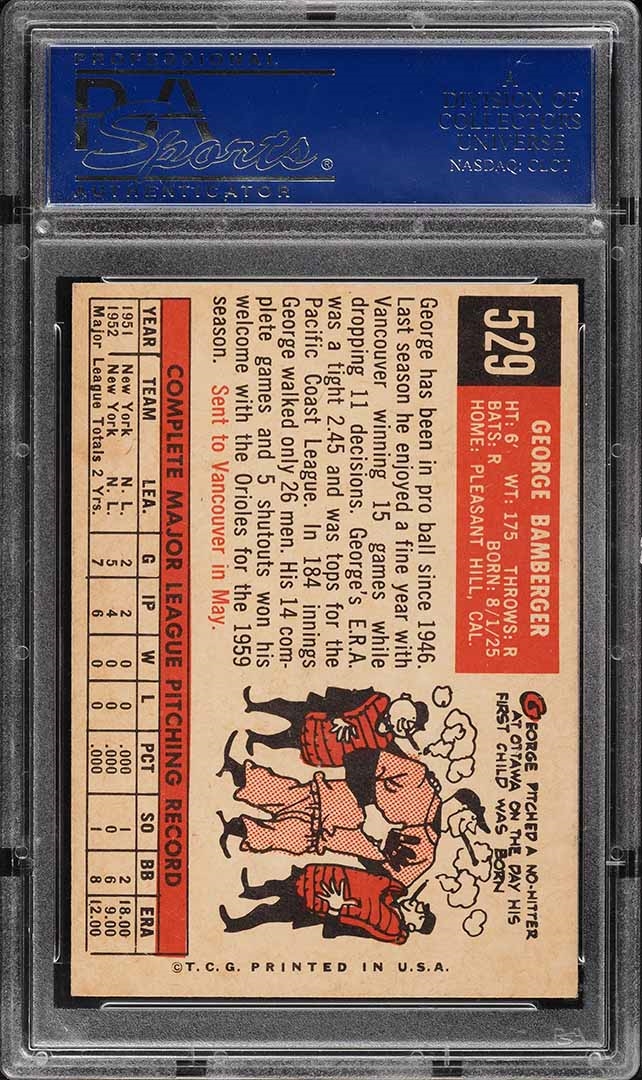 PROFESSIONAL
PSA
Sports®
AUTHENTICATOR
A
DIVISION OF
COLLECTORS
UNIVERSE
NASDAQ: CLCT
529
GEORGE BAMBERGER
HT: 6' WT: 175 THROWS: R
BATS: R BORN: 8/1/25
HOME: PLEASANT HILL, CAL.
George has been in pro ball since 1946.
Last season he enjoyed a fine year with
Vancouver winning 15 games while
dropping 11 decisions. George's E.R.A.
was a tight 2.45 and was tops for the
Pacific Coast League. In 184 innings
George walked only 26 men. His 14 com-
plete games and 5 shutouts won his
welcome with the Orioles for the 1959
season. Sent to Vancouver in May.
GEORGE PITCHED A NO-HITTER
AT OTTAWA ON THE DAY HIS
FIRST CHILD WAS BORN
COMPLETE MAJOR LEAGUE PITCHING RECORD
YEAR TEAM LEA. G IP W L PCT SO BB ERA
1951 New York N. L. 2 2 0 0 .000 1 2 18.00
1952 New York N. L. 5 4 0 0 .000 0 6 9.00
Major League Totals 2 Yrs. 7 6 0 0 .000 1 8 12.00
©T.C.G. PRINTED IN U.S.A.
PSA